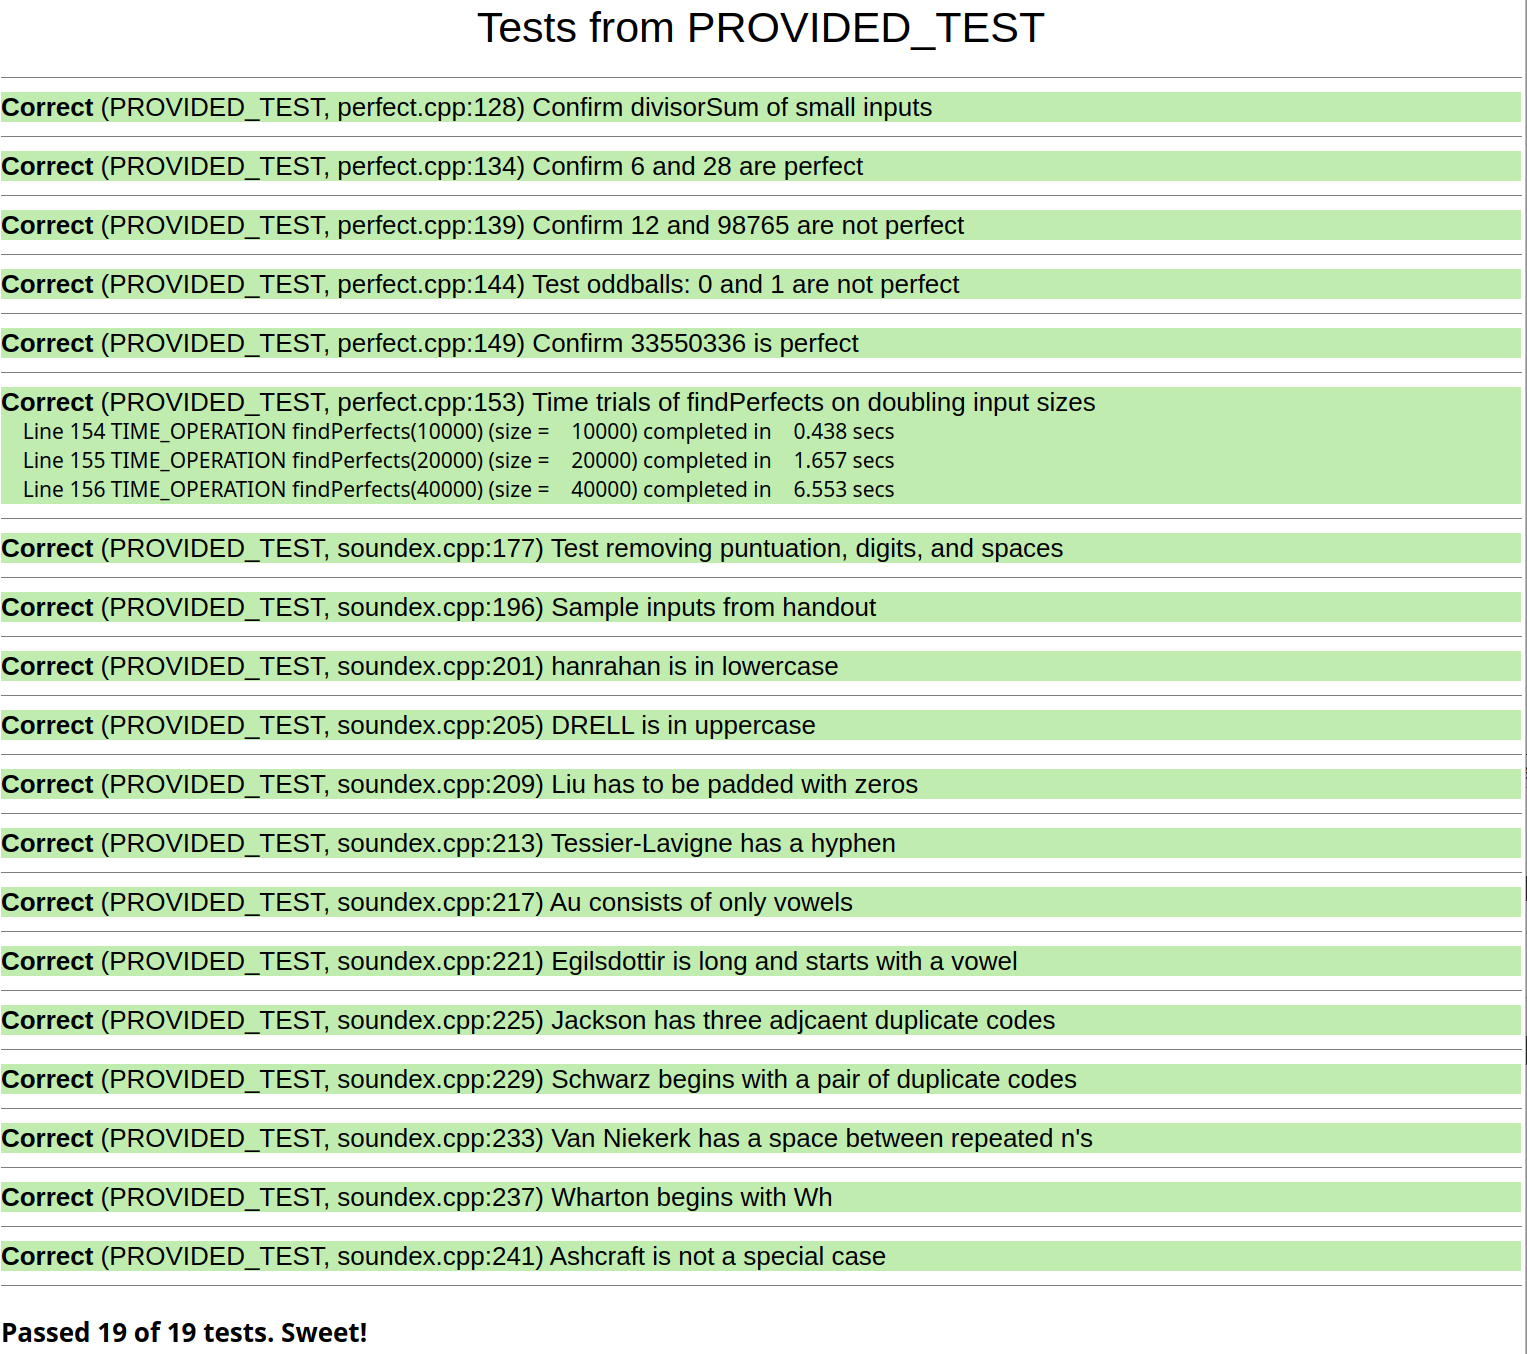 Tests from PROVIDED_TEST
Correct (PROVIDED_TEST, perfect.cpp:128) Confirm divisorSum of small inputs
Correct (PROVIDED_TEST, perfect.cpp:134) Confirm 6 and 28 are perfect
Correct (PROVIDED_TEST, perfect.cpp:139) Confirm 12 and 98765 are not perfect
Correct (PROVIDED_TEST, perfect.cpp:144) Test oddballs: 0 and 1 are not perfect
Correct (PROVIDED_TEST, perfect.cpp:149) Confirm 33550336 is perfect
Correct (PROVIDED_TEST, perfect.cpp:153) Time trials of findPerfects on doubling input sizes
Line 154 TIME_OPERATION findPerfects(10000) (size = 10000) completed in 0.438 secs
Line 155 TIME_OPERATION findPerfects(20000) (size = 20000) completed in 1.657 secs
Line 156 TIME_OPERATION findPerfects(40000) (size = 40000) completed in 6.553 secs
Correct (PROVIDED_TEST, soundex.cpp:177) Test removing puntuation, digits, and spaces
Correct (PROVIDED_TEST, soundex.cpp:196) Sample inputs from handout
Correct (PROVIDED_TEST, soundex.cpp:201) hanrahan is in lowercase
Correct (PROVIDED_TEST, soundex.cpp:205) DRELL is in uppercase
Correct (PROVIDED_TEST, soundex.cpp:209) Liu has to be padded with zeros
Correct (PROVIDED_TEST, soundex.cpp:213) Tessier-Lavigne has a hyphen
Correct (PROVIDED_TEST, soundex.cpp:217) Au consists of only vowels
Correct (PROVIDED_TEST, soundex.cpp:221) Egilsdottir is long and starts with a vowel
Correct (PROVIDED_TEST, soundex.cpp:225) Jackson has three adjcaent duplicate codes
Correct (PROVIDED_TEST, soundex.cpp:229) Schwarz begins with a pair of duplicate codes
Correct (PROVIDED_TEST, soundex.cpp:233) Van Niekerk has a space between repeated n's
Correct (PROVIDED_TEST, soundex.cpp:237) Wharton begins with Wh
Correct (PROVIDED_TEST, soundex.cpp:241) Ashcraft is not a special case
Passed 19 of 19 tests. Sweet!